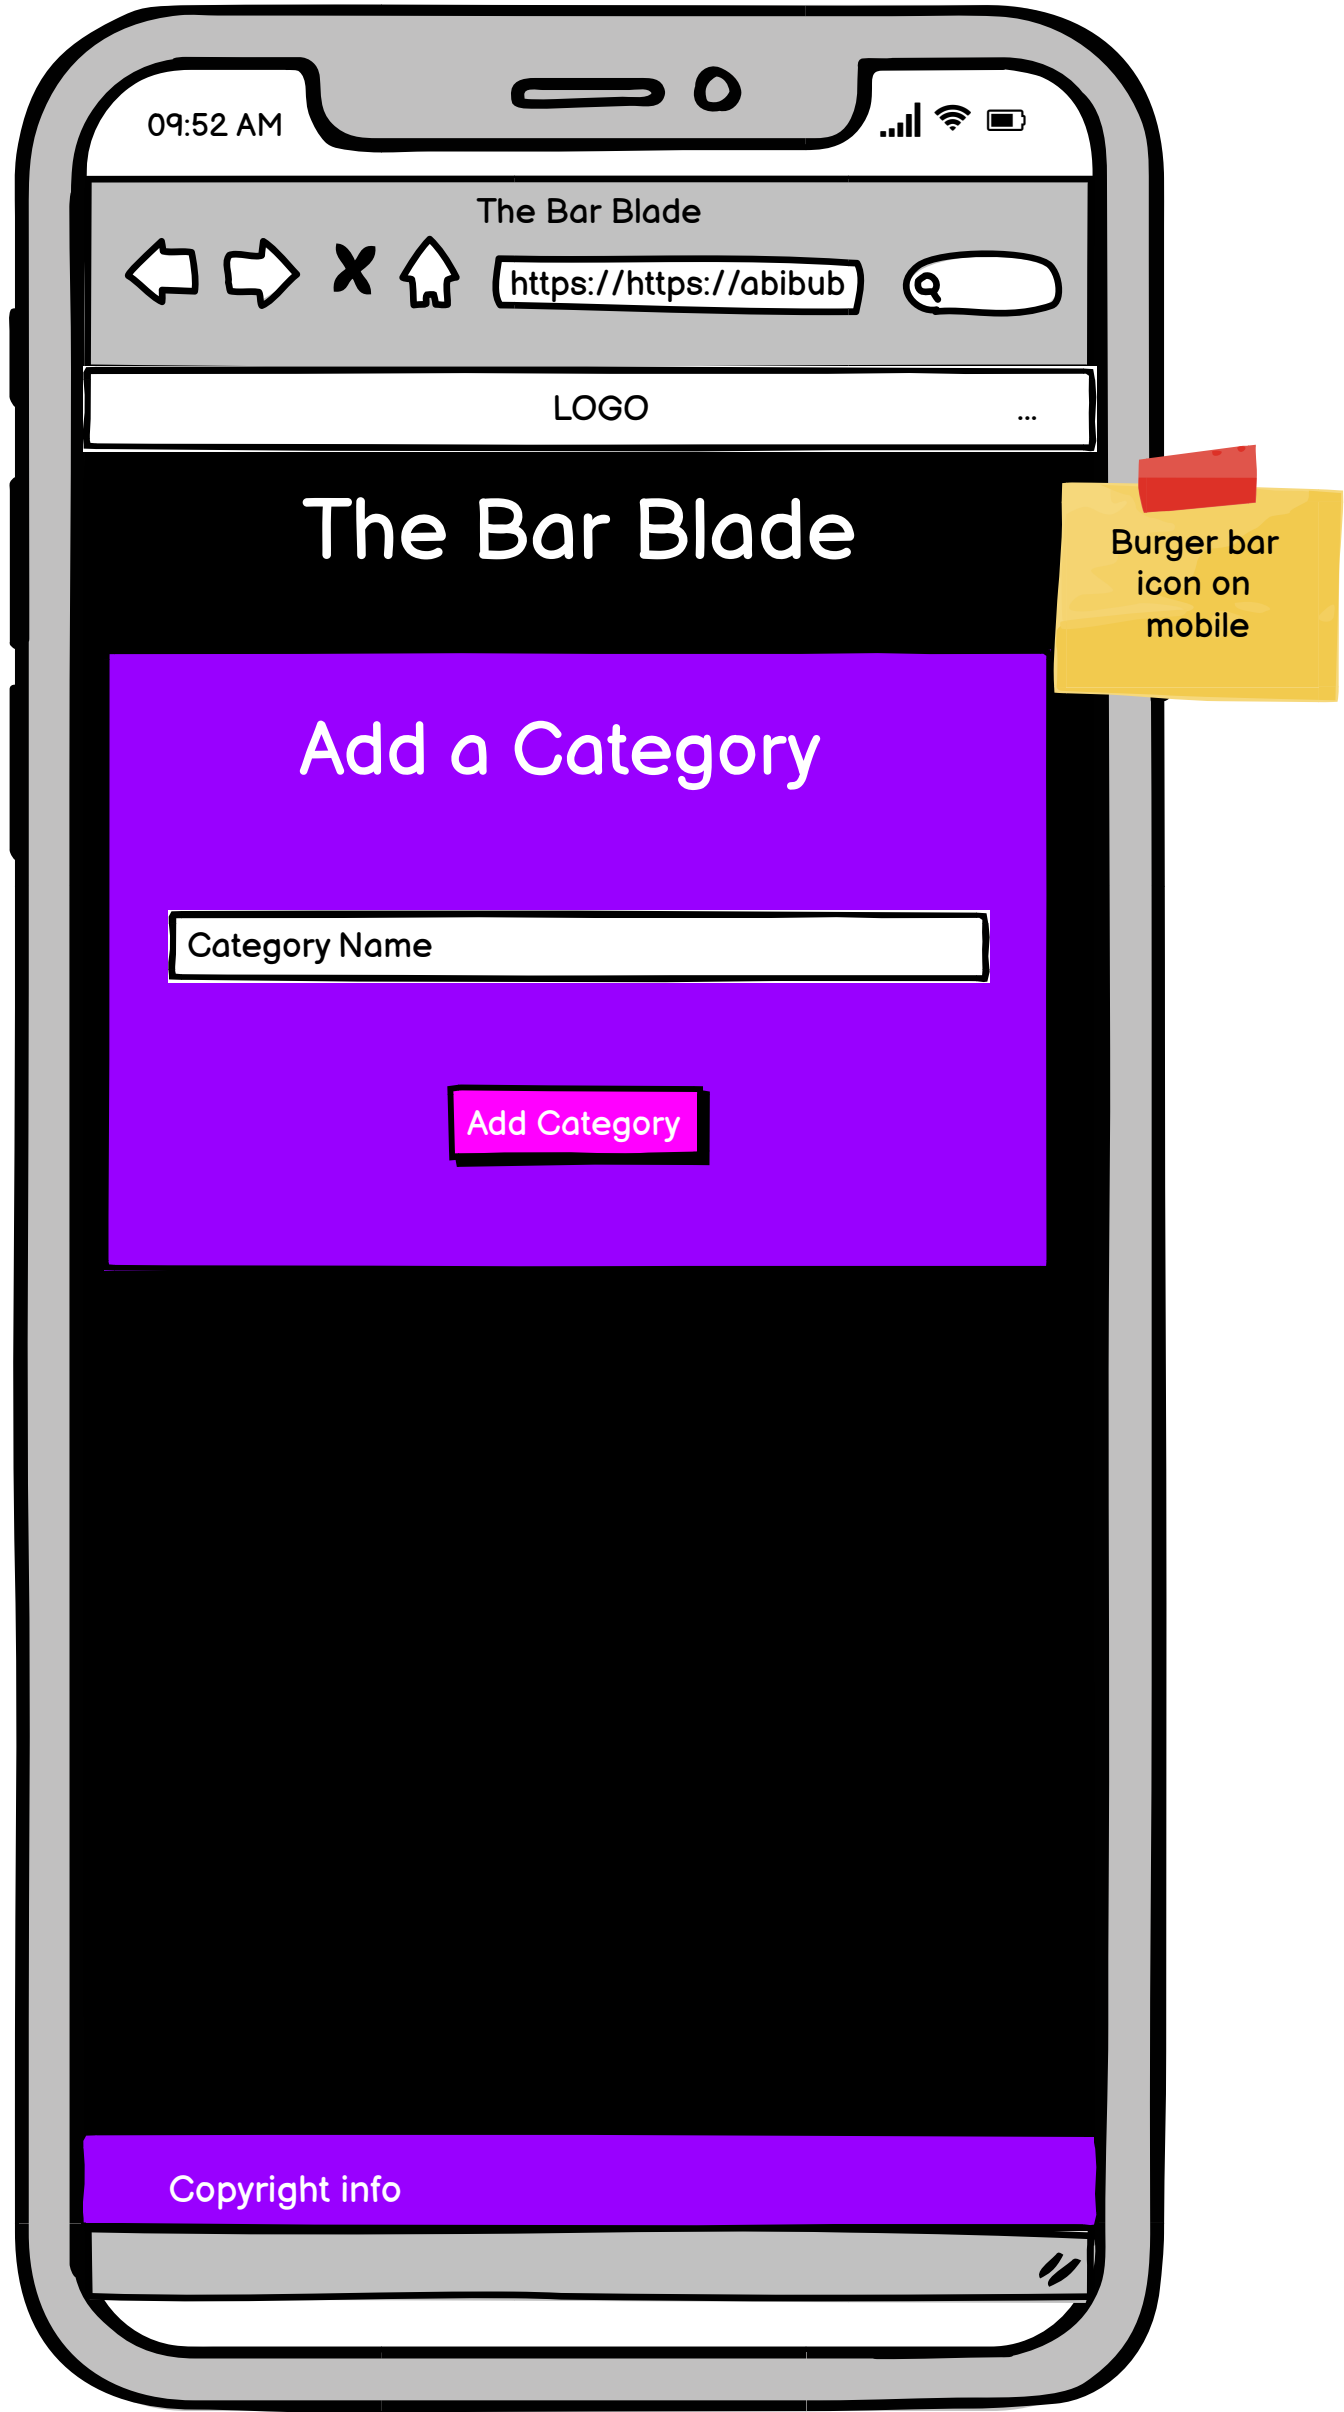 09:52 AM
The Bar Blade
https://https://abibub
LOGO
...
The Bar Blade
Burger bar
icon on
mobile
Add a Category
Category Name
Add Category
Copyright info